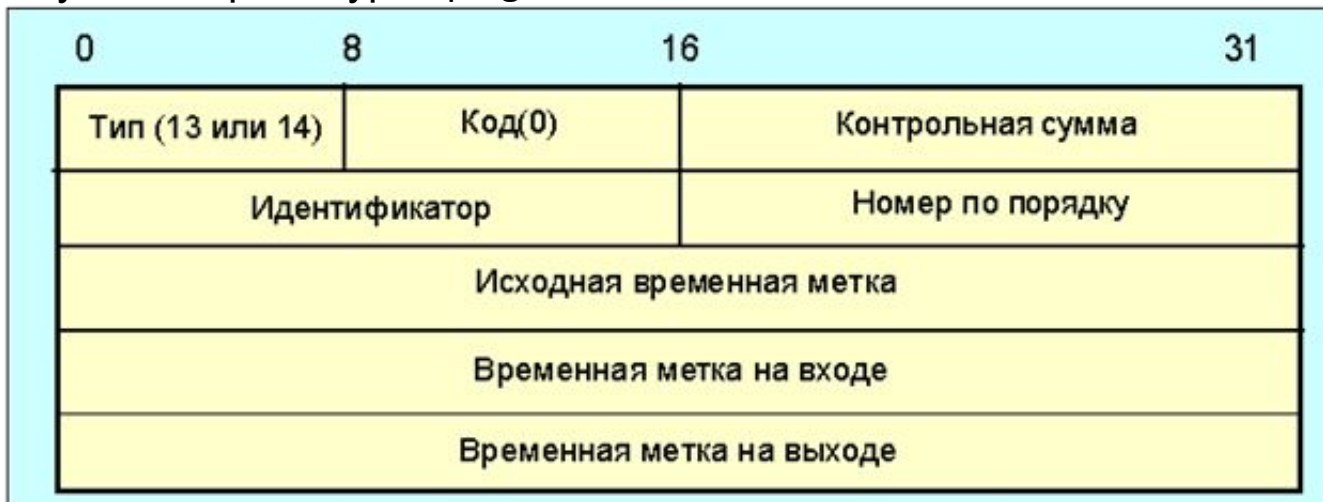 0 8 16 31
Тип (13 или 14) Код(0) Контрольная сумма
Идентификатор Номер по порядку
Исходная временная метка
Временная метка на входе
Временная метка на выходе